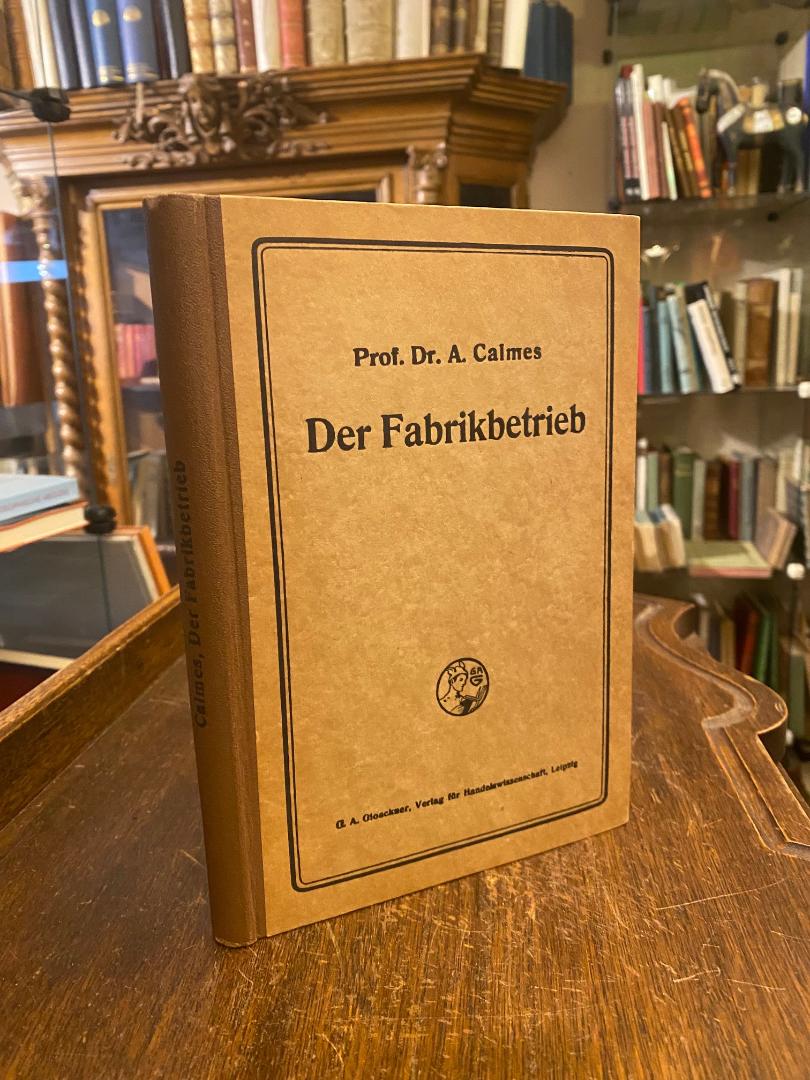 Prof. Dr. A. Calmes
Der Fabrikbetrieb
G. A. Gloeckner, Verlag für Handelswissenschaft, Leipzig
Calmes, Der Fabrikbetrieb